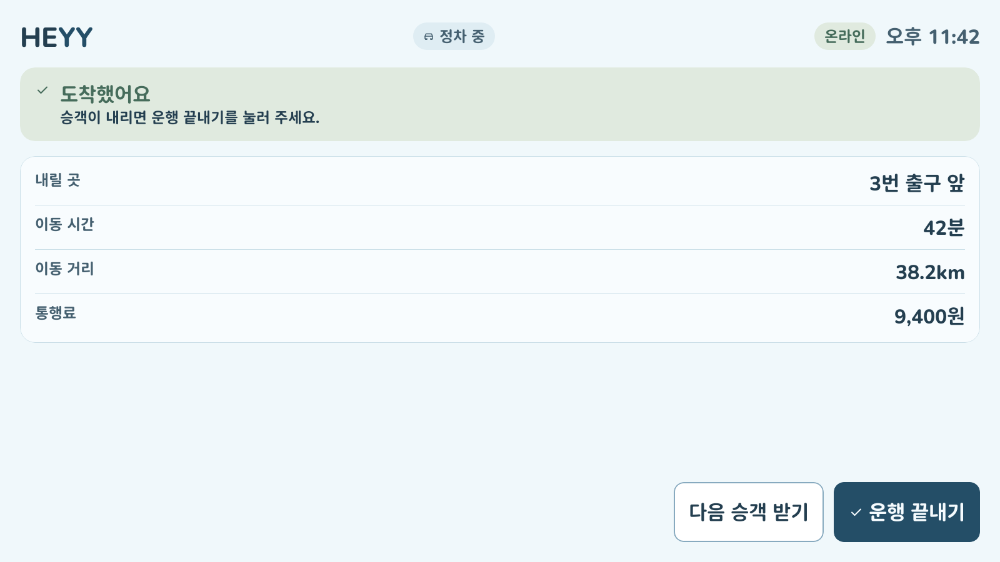 HEYY
정차 중
온라인
오후 11:42
도착했어요
승객이 내리면 운행 끝내기를 눌러 주세요.
내릴 곳
3번 출구 앞
이동 시간
42분
이동 거리
38.2km
통행료
9,400원
다음 승객 받기
운행 끝내기